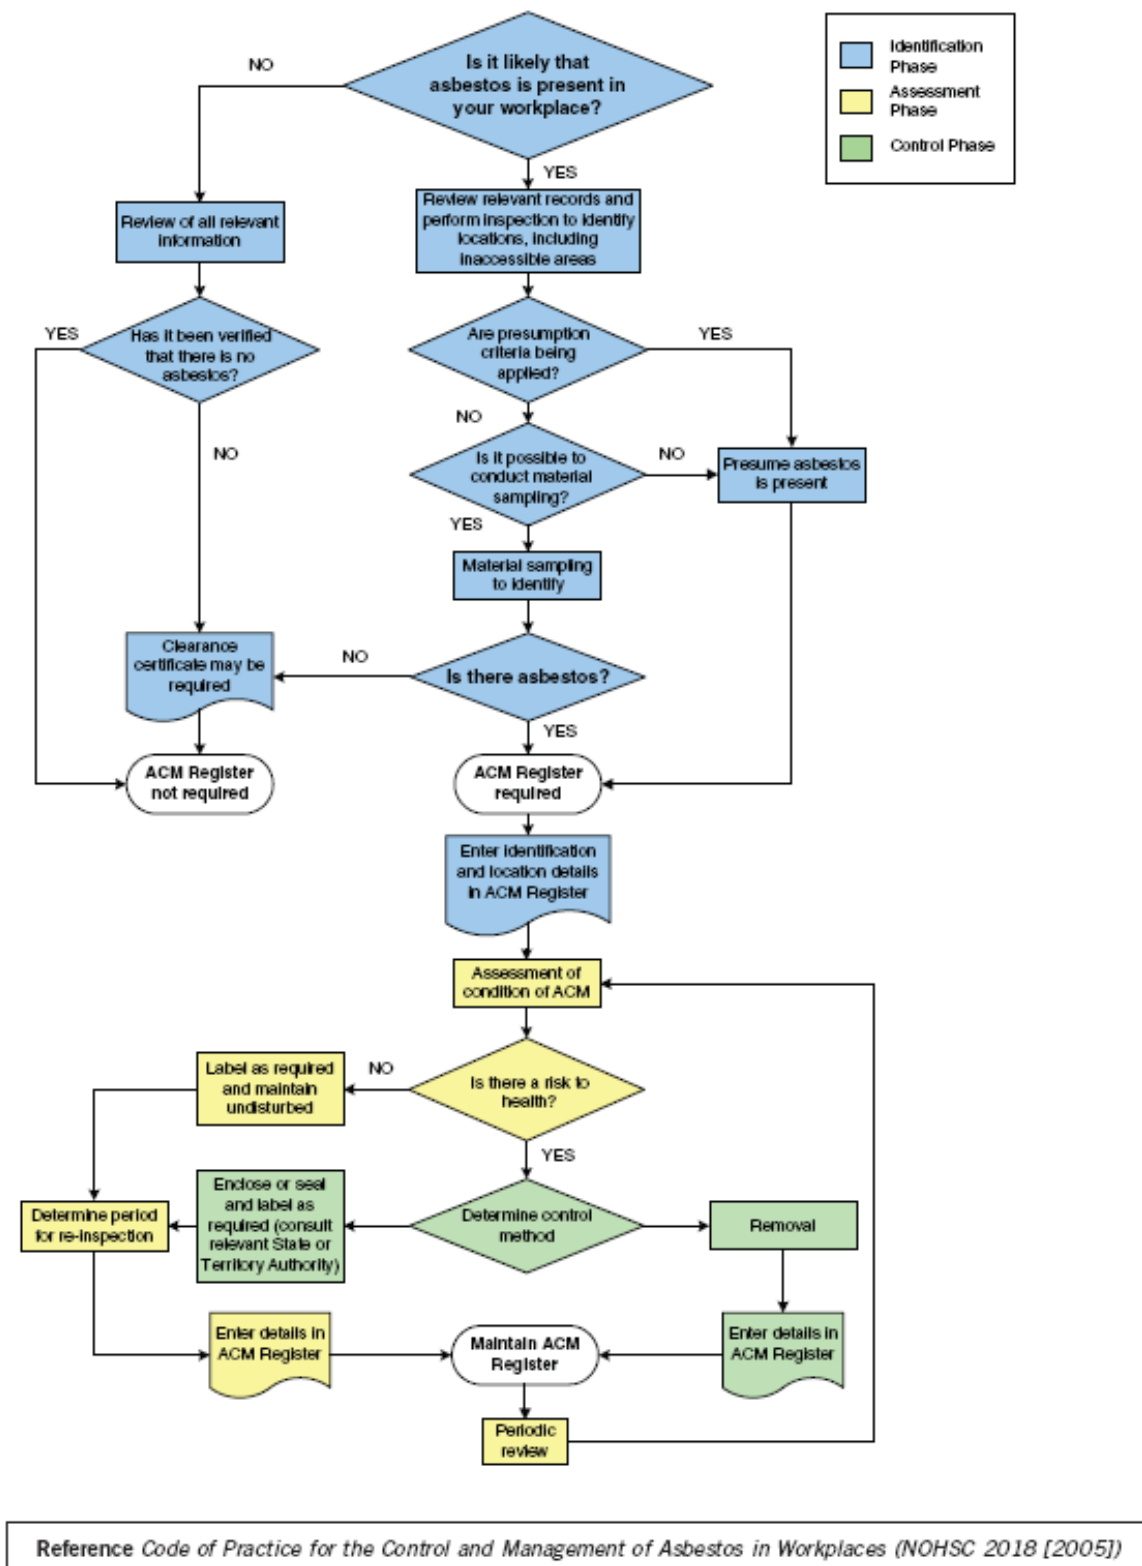 Is it likely that
asbestos is present in
your workplace?
NO
YES
Identification
Phase
Assessment
Phase
Control Phase
Review of all relevant
information
Review relevant records and
perform inspection to identify
locations, including
inaccessible areas
YES
Has it been verified
that there is no
asbestos?
NO
Are presumption
criteria being
applied?
YES
NO
Is it possible to
conduct material
sampling?
NO
Presume asbestos
is present
YES
Material sampling
to identify
Clearance
certificate may be
required
NO
Is there asbestos?
YES
ACM Register
not required
ACM Register
required
Enter identification
and location details
in ACM Register
Assessment of
condition of ACM
Label as required
and maintain
undisturbed
NO
Is there a risk to
health?
YES
Determine period
for re-inspection
Enclose or seal
and label as
required (consult
relevant State or
Territory Authority)
Determine control
method
Removal
Enter details in
ACM Register
Maintain ACM
Register
Enter details in
ACM Register
Periodic
review
Reference Code of Practice for the Control and Management of Asbestos in Workplaces (NOHSC 2018 [2005])